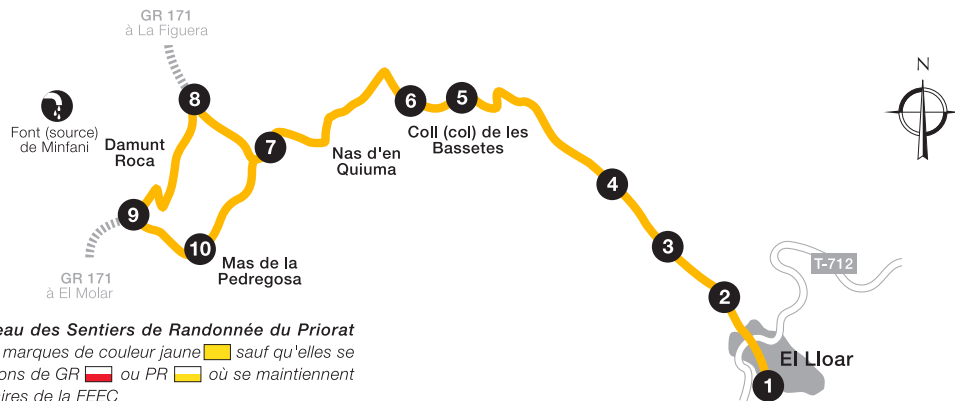 GR 171
à La Figuera
N
8
6
5
Font (source)
de Minfani
Damunt
Roca
7
Coll (col) de les
Bassetes
Nas d'en
Quiuma
4
9
10
3
Mas de la
Pedregosa
T-712
GR 171
à El Molar
2
des Sentiers de Randonnée du Priorat
marques de couleur jaune sauf qu'elles se
de GR ou PR où se maintiennent
de la FEEC
El Lloar
1